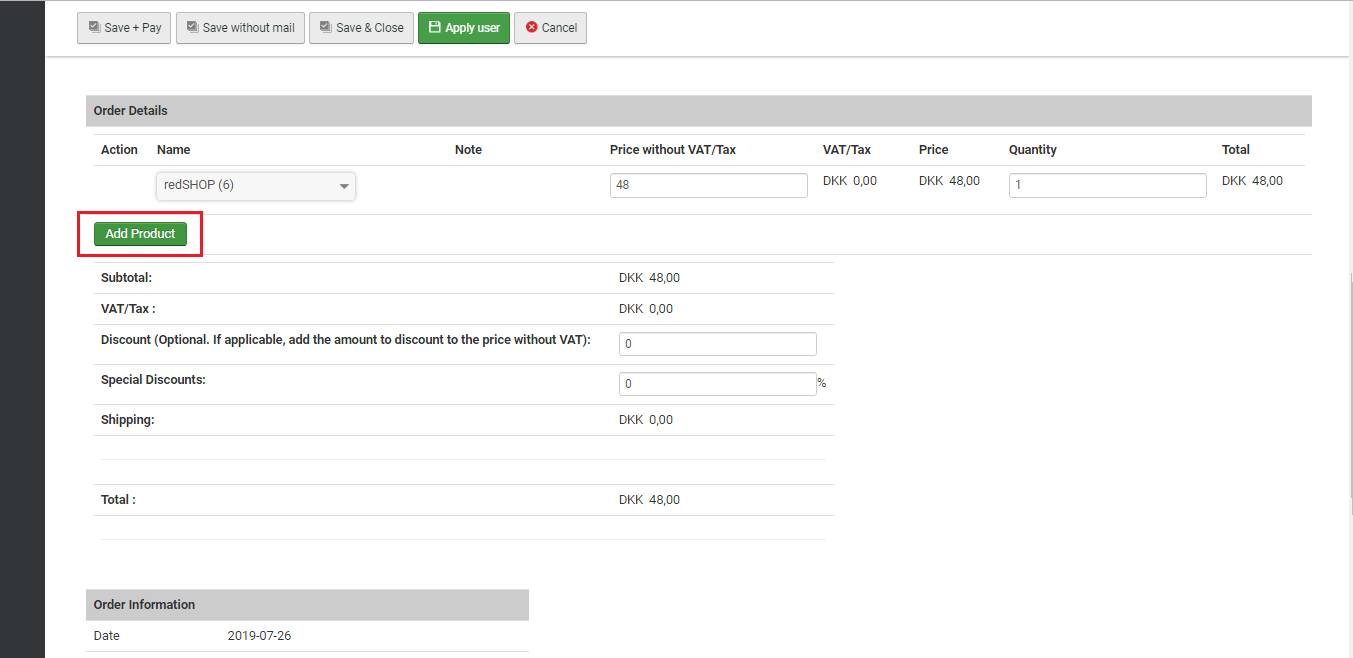 Save + Pay Save without mail Save & Close Apply user Cancel
Order Details
Action Name Note Price without VAT/Tax VAT/Tax Price Quantity Total
redSHOP (6) 48 DKK 0,00 DKK 48,00 1 DKK 48,00
Add Product
Subtotal: DKK 48,00
VAT/Tax : DKK 0,00
Discount (Optional. If applicable, add the amount to discount to the price without VAT): 0
Special Discounts: 0 %
Shipping: DKK 0,00
Total : DKK 48,00
Order Information
Date 2019-07-26